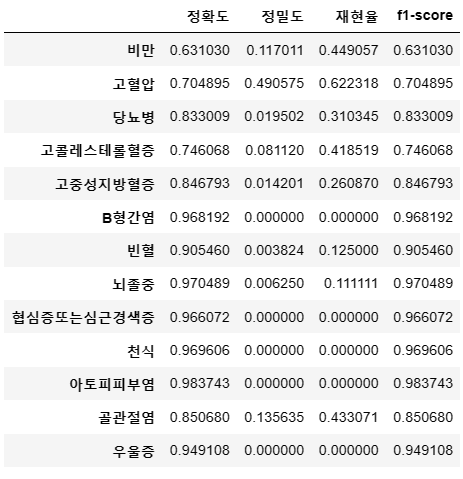 정확도 정밀도 재현율 f1-score
비만 0.631030 0.117011 0.449057 0.631030
고혈압 0.704895 0.490575 0.622318 0.704895
당뇨병 0.833009 0.019502 0.310345 0.833009
고콜레스테롤혈증 0.746068 0.081120 0.418519 0.746068
고중성지방혈증 0.846793 0.014201 0.260870 0.846793
B형간염 0.968192 0.000000 0.000000 0.968192
빈혈 0.905460 0.003824 0.125000 0.905460
뇌졸중 0.970489 0.006250 0.111111 0.970489
협심증또는심근경색증 0.966072 0.000000 0.000000 0.966072
천식 0.969606 0.000000 0.000000 0.969606
아토피피부염 0.983743 0.000000 0.000000 0.983743
골관절염 0.850680 0.135635 0.433071 0.850680
우울증 0.949108 0.000000 0.000000 0.949108